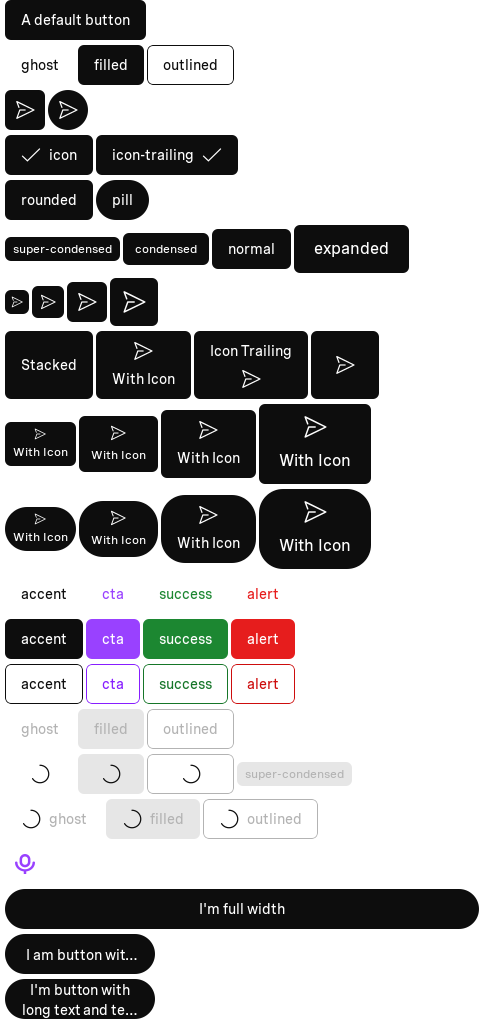 A default button
ghost filled outlined
icon icon-trailing
rounded pill
super-condensed condensed normal expanded
Stacked With Icon Icon Trailing
With Icon With Icon With Icon With Icon
With Icon With Icon With Icon With Icon
accent cta success alert
accent cta success alert
accent cta success alert
ghost filled outlined
super-condensed
ghost filled outlined
I'm full width
I am button wit...
I'm button with
long text and te...